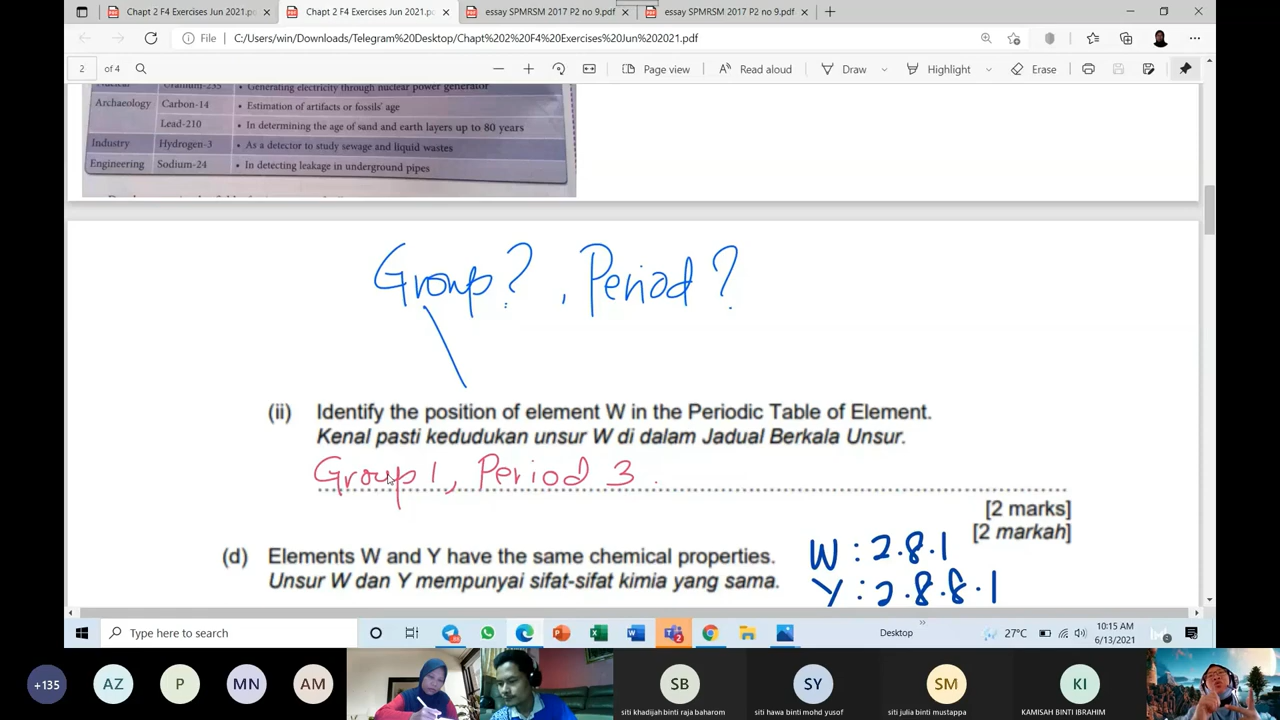 Chapt 2 F4 Exercises Jun 2021.p
Chapt 2 F4 Exercises Jun 2021.p
essay SPMRSM 2017 P2 no 9.pdf
essay SPMRSM 2017 P2 no 9.pdf
File C:/Users/win/Downloads/Telegram%20Desktop/Chapt%202%20F4%20Exercises%20Jun%202021.pdf
2 of 4 Page view Read aloud Draw Highlight Erase
Nuclear Uranium-235 • Generating electricity through nuclear power generator
Archaeology Carbon-14 • Estimation of artifacts or fossils' age
Lead-210 • In determining the age of sand and earth layers up to 80 years
Industry Hydrogen-3 • As a detector to study sewage and liquid wastes
Engineering Sodium-24 • In detecting leakage in underground pipes
Group? , Period?
(ii) Identify the position of element W in the Periodic Table of Element.
Kenal pasti kedudukan unsur W di dalam Jadual Berkala Unsur.
Group 1, Period 3
[2 marks]
[2 markah]
(d) Elements W and Y have the same chemical properties.
Unsur W dan Y mempunyai sifat-sifat kimia yang sama.
W : 2.8.1
Y : 2.8.8.1
Type here to search
Desktop
27°C
10:15 AM
6/13/2021
+135 AZ P MN AM SB SY SM KI
siti khadijah binti raja baharom
siti hawa binti mohd yusof
siti julia binti mustappa
KAMISAH BINTI IBRAHIM